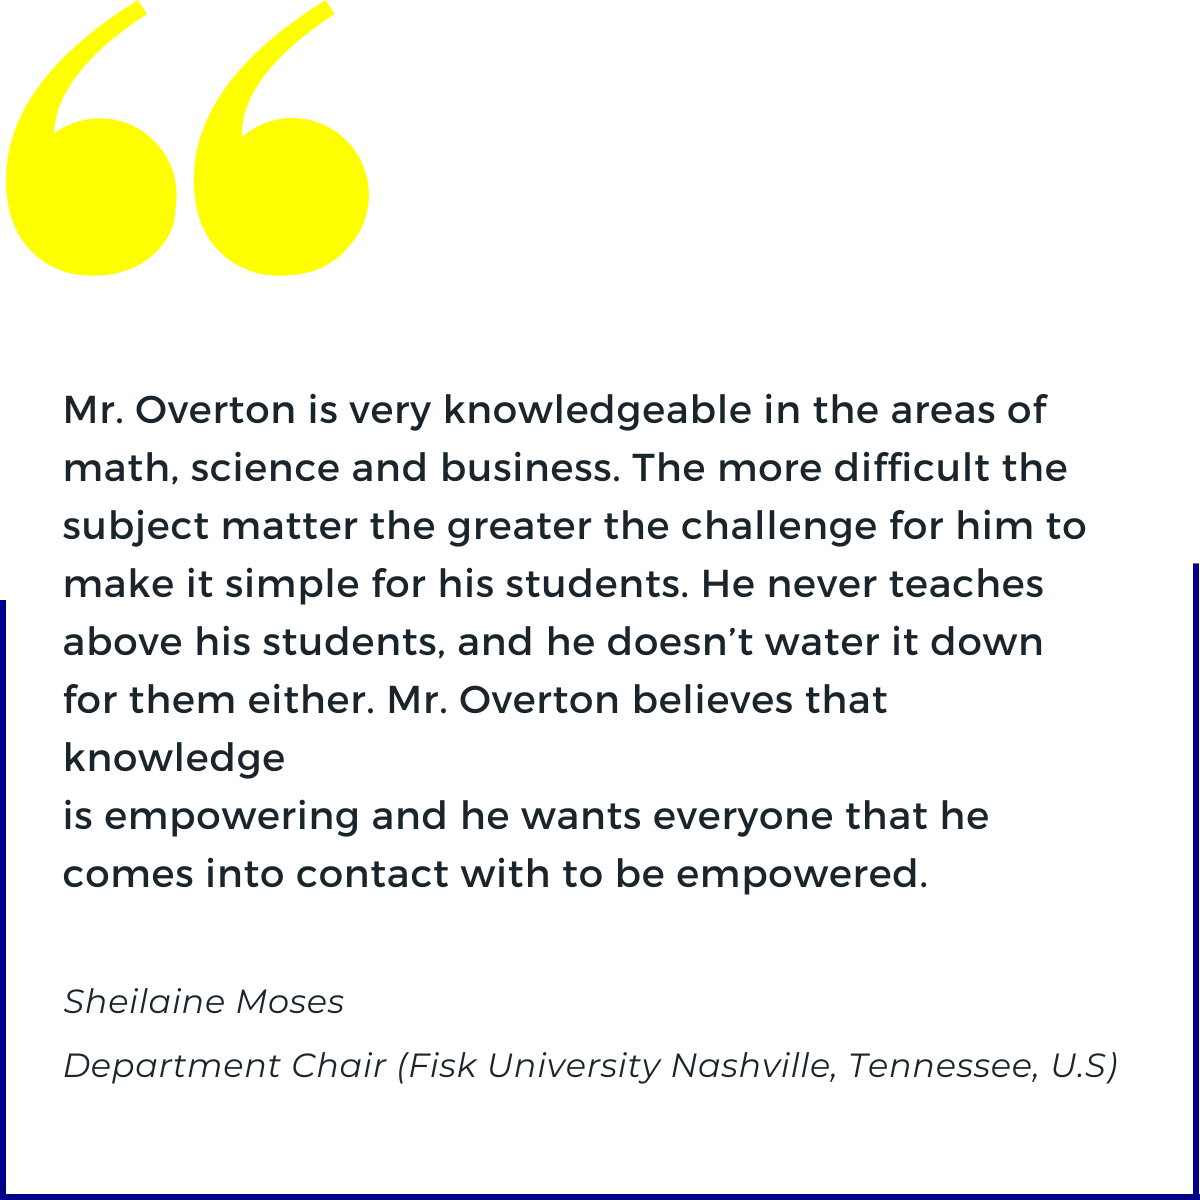 Mr. Overton is very knowledgeable in the areas of
math, science and business. The more difficult the
subject matter the greater the challenge for him to
make it simple for his students. He never teaches
above his students, and he doesn’t water it down
for them either. Mr. Overton believes that
knowledge
is empowering and he wants everyone that he
comes into contact with to be empowered.
Sheilaine Moses
Department Chair (Fisk University Nashville, Tennessee, U.S)